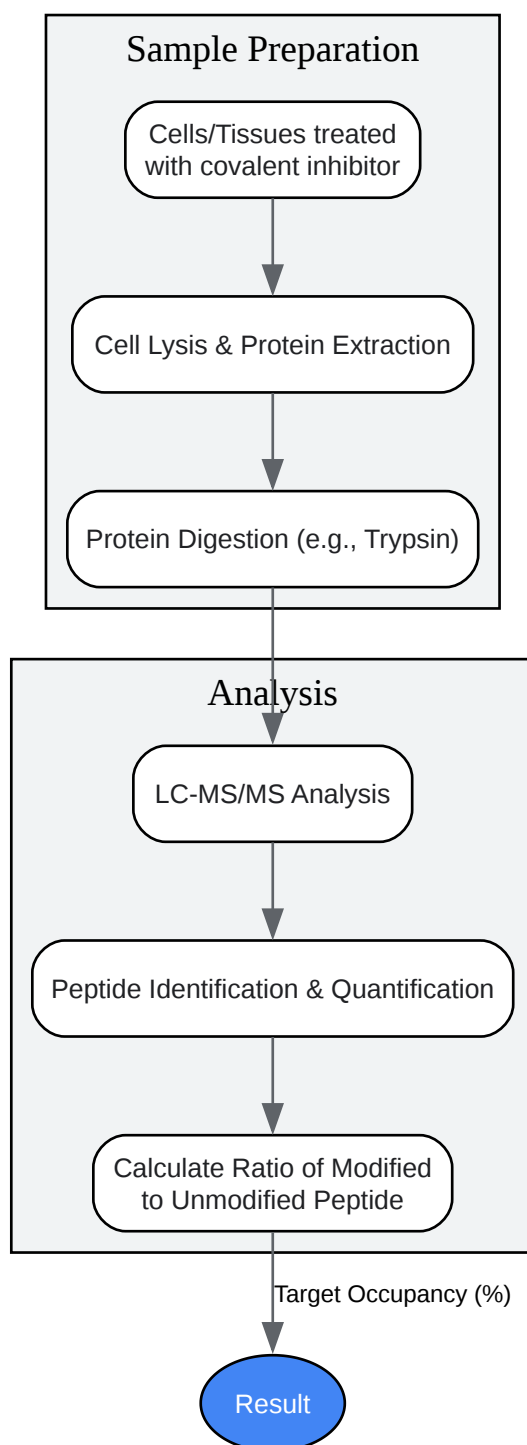 Sample Preparation
Cells/Tissues treated
with covalent inhibitor
Cell Lysis & Protein Extraction
Protein Digestion (e.g., Trypsin)
Analysis
LC-MS/MS Analysis
Peptide Identification & Quantification
Calculate Ratio of Modified
to Unmodified Peptide
Target Occupancy (%)
Result